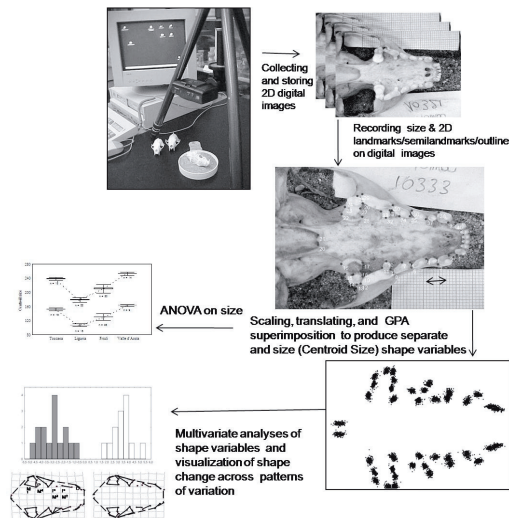 Collecting
and storing
2D digital
images
10333
Recording size & 2D
landmarks/semilandmarks/outline
on digital images
10333
ANOVA on size
Scaling, translating, and GPA
superimposition to produce separate
and size (Centroid Size) shape variables
Toscana Liguria Friuli Valle d'Aosta
Multivariate analyses of
shape variables and
visualization of shape
change across patterns
of variation